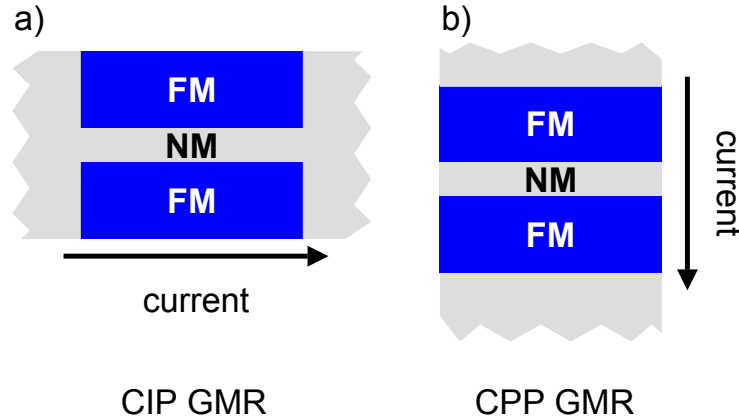 a)
FM
NM
FM
current
CIP GMR
b)
FM
NM
FM
current
CPP GMR